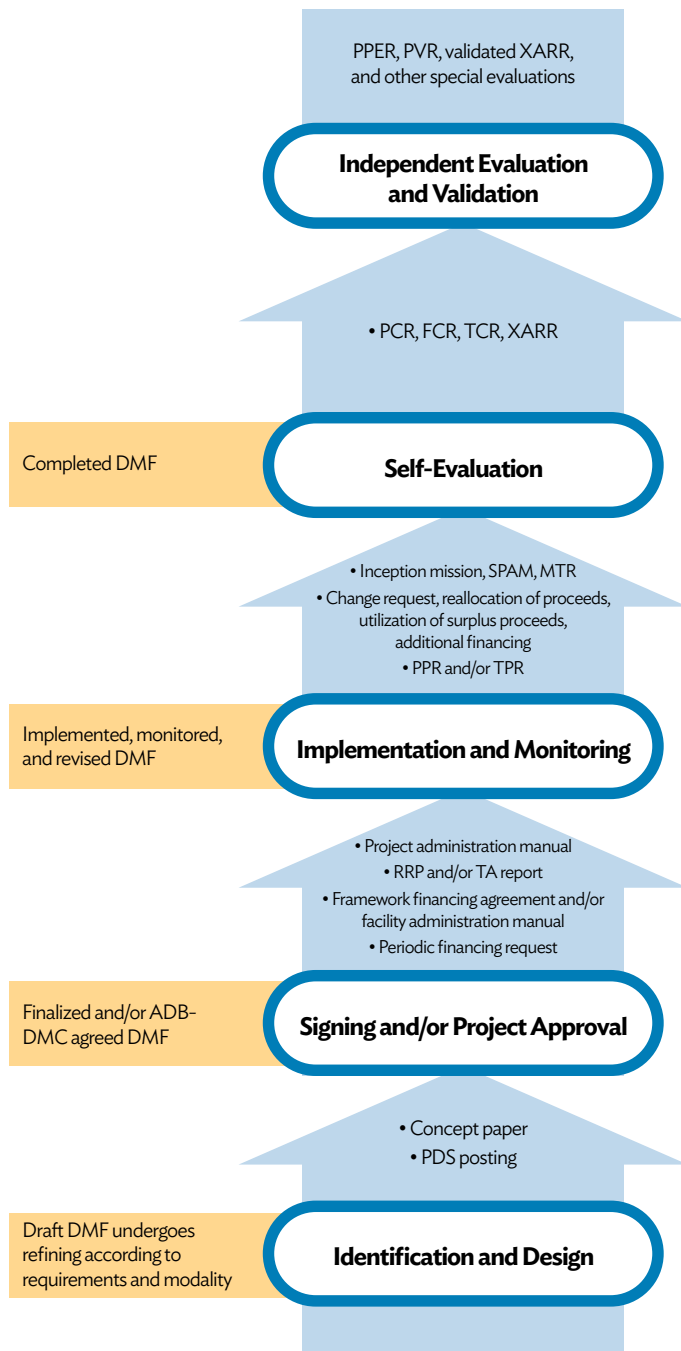 PPER, PVR, validated XARR,
and other special evaluations
Independent Evaluation
and Validation
• PCR, FCR, TCR, XARR
Completed DMF
Self-Evaluation
• Inception mission, SPAM, MTR
• Change request, reallocation of proceeds,
utilization of surplus proceeds,
additional financing
• PPR and/or TPR
Implemented, monitored,
and revised DMF
Implementation and Monitoring
• Project administration manual
• RRP and/or TA report
• Framework financing agreement and/or
facility administration manual
• Periodic financing request
Finalized and/or ADB-
DMC agreed DMF
Signing and/or Project Approval
• Concept paper
• PDS posting
Draft DMF undergoes
refining according to
requirements and modality
Identification and Design